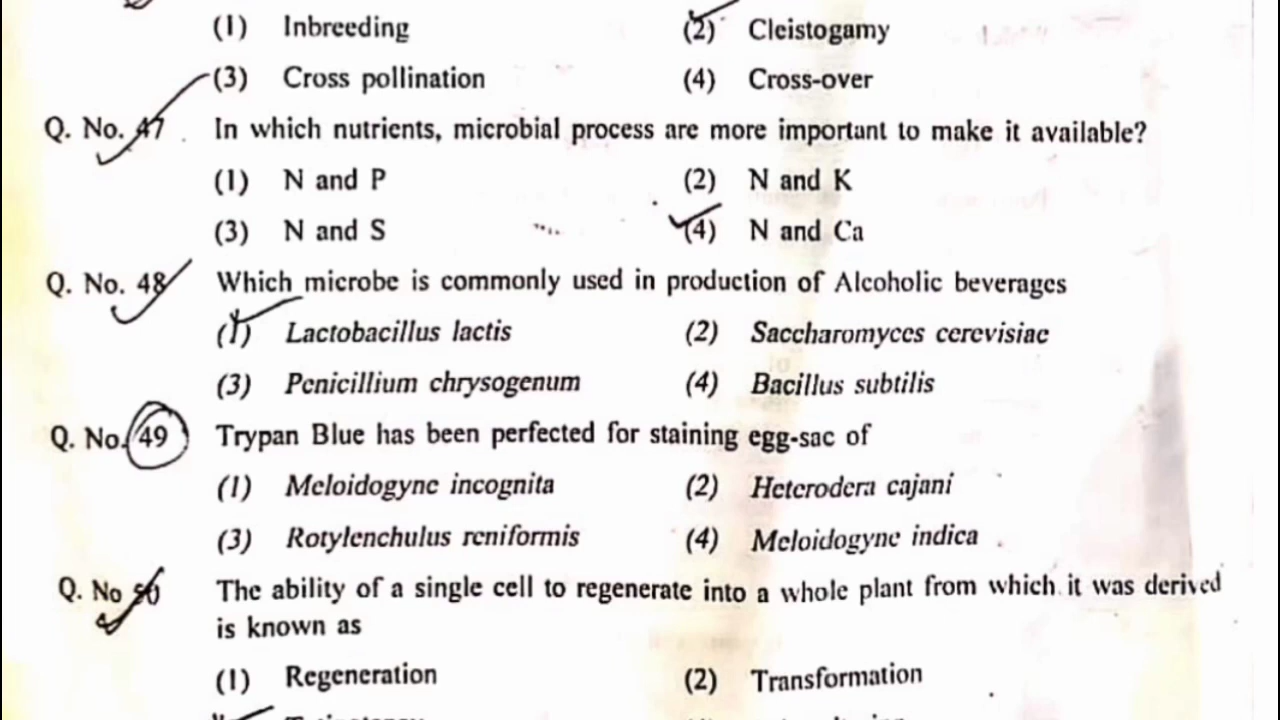 (1) Inbreeding (2) Cleistogamy
(3) Cross pollination (4) Cross-over
Q. No. 47 In which nutrients, microbial process are more important to make it available?
(1) N and P (2) N and K
(3) N and S (4) N and Ca
Q. No. 48 Which microbe is commonly used in production of Alcoholic beverages
(1) Lactobacillus lactis (2) Saccharomyces cerevisiae
(3) Penicillium chrysogenum (4) Bacillus subtilis
Q. No. 49 Trypan Blue has been perfected for staining egg-sac of
(1) Meloidogyne incognita (2) Heterodera cajani
(3) Rotylenchulus reniformis (4) Meloidogyne indica
Q. No 50 The ability of a single cell to regenerate into a whole plant from which it was derived
is known as
(1) Regeneration (2) Transformation